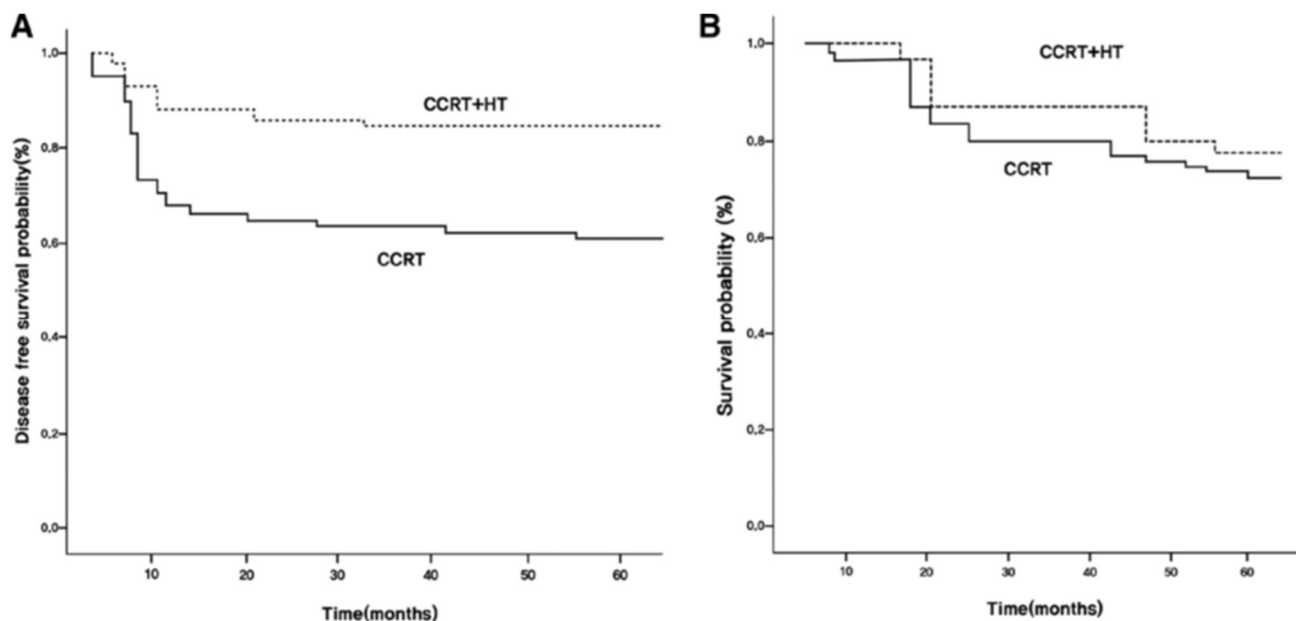 A
Disease free survival probability(%)
1,0
0,8
0,6
0,4
0,2
0,0
CCRT+HT
CCRT
10 20 30 40 50 60
Time(months)
B
Survival probability (%)
1,0
0,8
0,6
0,4
0,2
0,0
CCRT+HT
CCRT
10 20 30 40 50 60
Time(months)